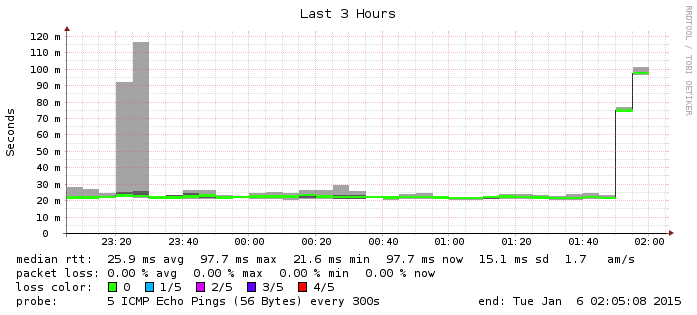 Last 3 Hours
RRDTOOL / TOBI OETIKER
Seconds
120 m
110 m
100 m
90 m
80 m
70 m
60 m
50 m
40 m
30 m
20 m
10 m
0
23:20 23:40 00:00 00:20 00:40 01:00 01:20 01:40 02:00
median rtt: 25.9 ms avg 97.7 ms max 21.6 ms min 97.7 ms now 15.1 ms sd 1.7 am/s
packet loss: 0.00 % avg 0.00 % max 0.00 % min 0.00 % now
loss color: 0 1/5 2/5 3/5 4/5
probe: 5 ICMP Echo Pings (56 Bytes) every 300s end: Tue Jan 6 02:05:08 2015